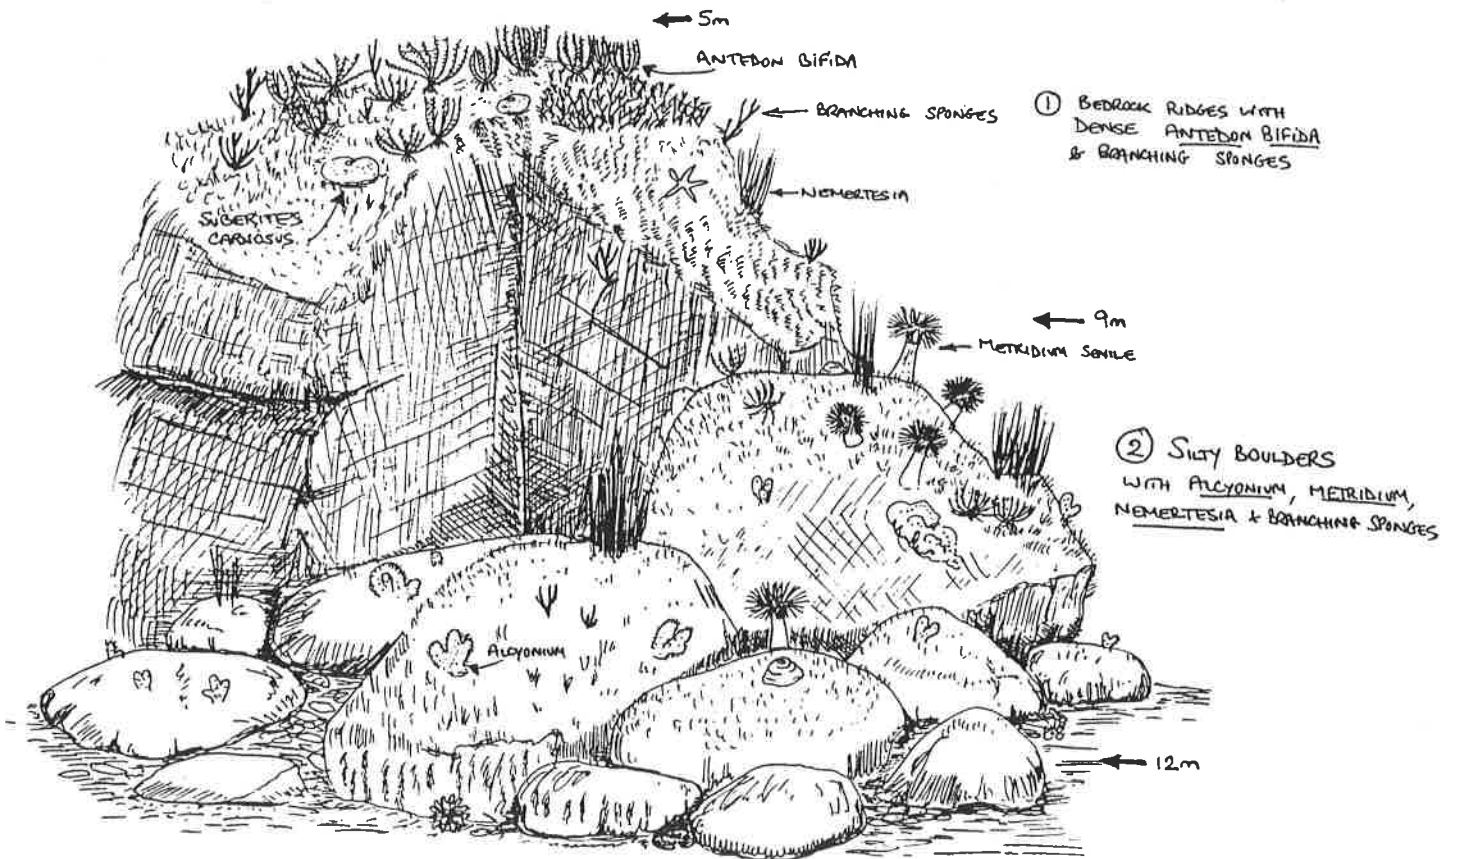 5m
ANTEDON BIFIDA
BRANCHING SPONGES
① BEDROCK RIDGES WITH
DENSE ANTEDON BIFIDA
& BRANCHING SPONGES
NEMERTESIA
SUBERITES
CARNOSUS
9m
METRIDIUM SENILE
② SILTY BOULDERS
WITH ALCYONIUM, METRIDIUM,
NEMERTESIA & BRANCHING SPONGES
ALCYONIUM
12m